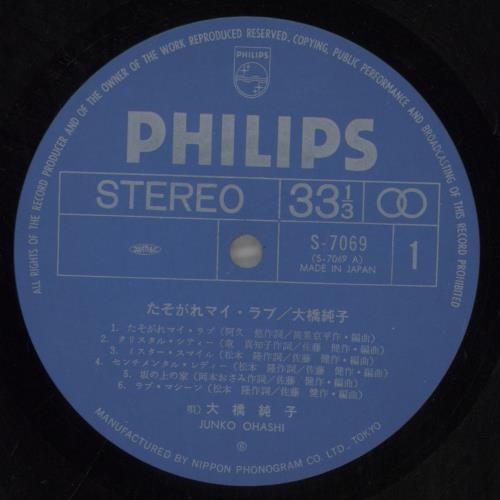 ALL RIGHTS OF THE RECORD PRODUCER AND OF THE OWNER OF THE WORK REPRODUCED RESERVED. COPYING, PUBLIC PERFORMANCE AND BROADCASTING OF THIS RECORD PROHIBITED
PHILIPS
PHILIPS
STEREO 33 1/3
S-7069
(S-7069 A)
MADE IN JAPAN
1
たそがれマイ・ラブ/大橋純子
1. たそがれマイ・ラブ (阿久 悠作詞/筒美京平作・編曲)
2. クリスタル・シティー (竜 真知子作詞/佐藤 健作・編曲)
3. ミスター・スマイル (松本 隆作詞/佐藤 健作・編曲)
4. センチメンタル・レディー (松本 隆作詞/佐藤 健作・編曲)
5. 坂の上の家 (岡本おさみ作詞/佐藤 健作・編曲)
6. ラブ・マシーン (松本 隆作詞/佐藤 健作・編曲)
唄) 大橋純子
JUNKO OHASHI
Ⓟ
MANUFACTURED BY NIPPON PHONOGRAM CO. LTD., TOKYO